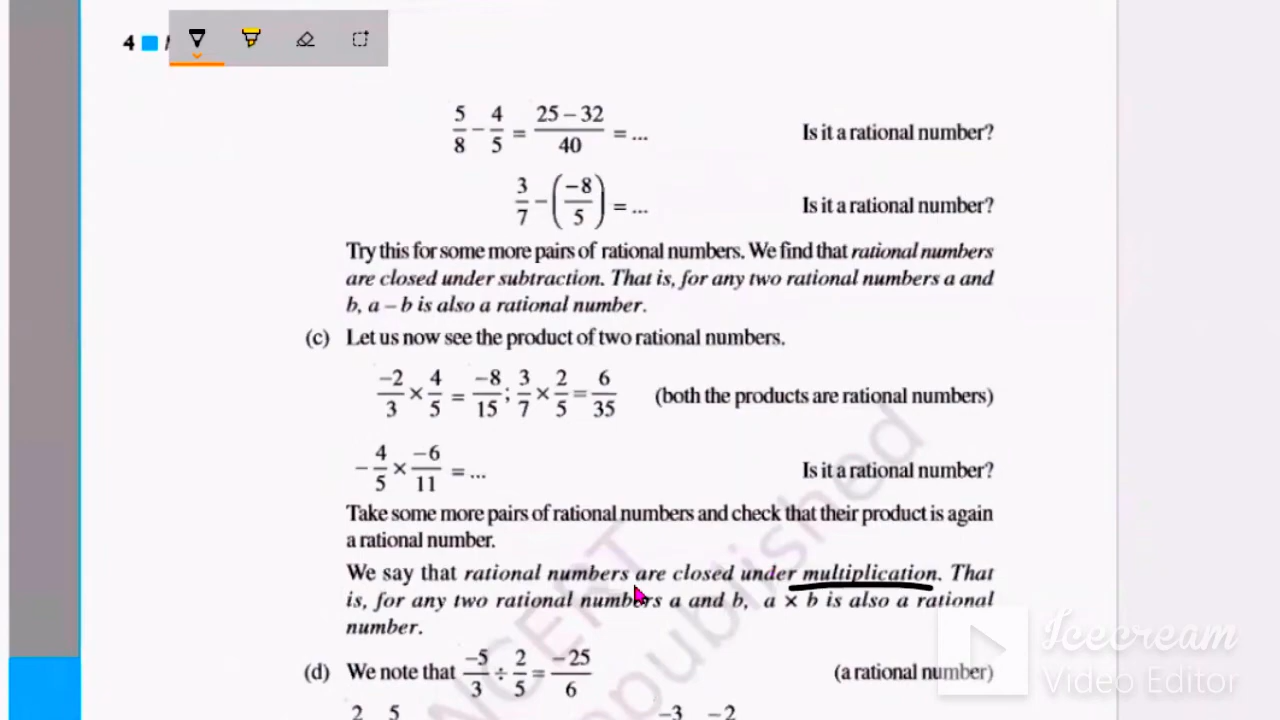 4
5/8 − 4/5 = (25 − 32)/40 = ... Is it a rational number?
3/7 − (−8/5) = ... Is it a rational number?
Try this for some more pairs of rational numbers. We find that rational numbers
are closed under subtraction. That is, for any two rational numbers a and
b, a – b is also a rational number.
(c) Let us now see the product of two rational numbers.
−2/3 × 4/5 = −8/15; 3/7 × 2/5 = 6/35 (both the products are rational numbers)
−4/5 × −6/11 = ... Is it a rational number?
Take some more pairs of rational numbers and check that their product is again
a rational number.
We say that rational numbers are closed under multiplication. That
is, for any two rational numbers a and b, a × b is also a rational
number.
(d) We note that −5/3 ÷ 2/5 = −25/6 (a rational number)
2 5 −3 −2
NCERT
republished
Icecream
Video Editor